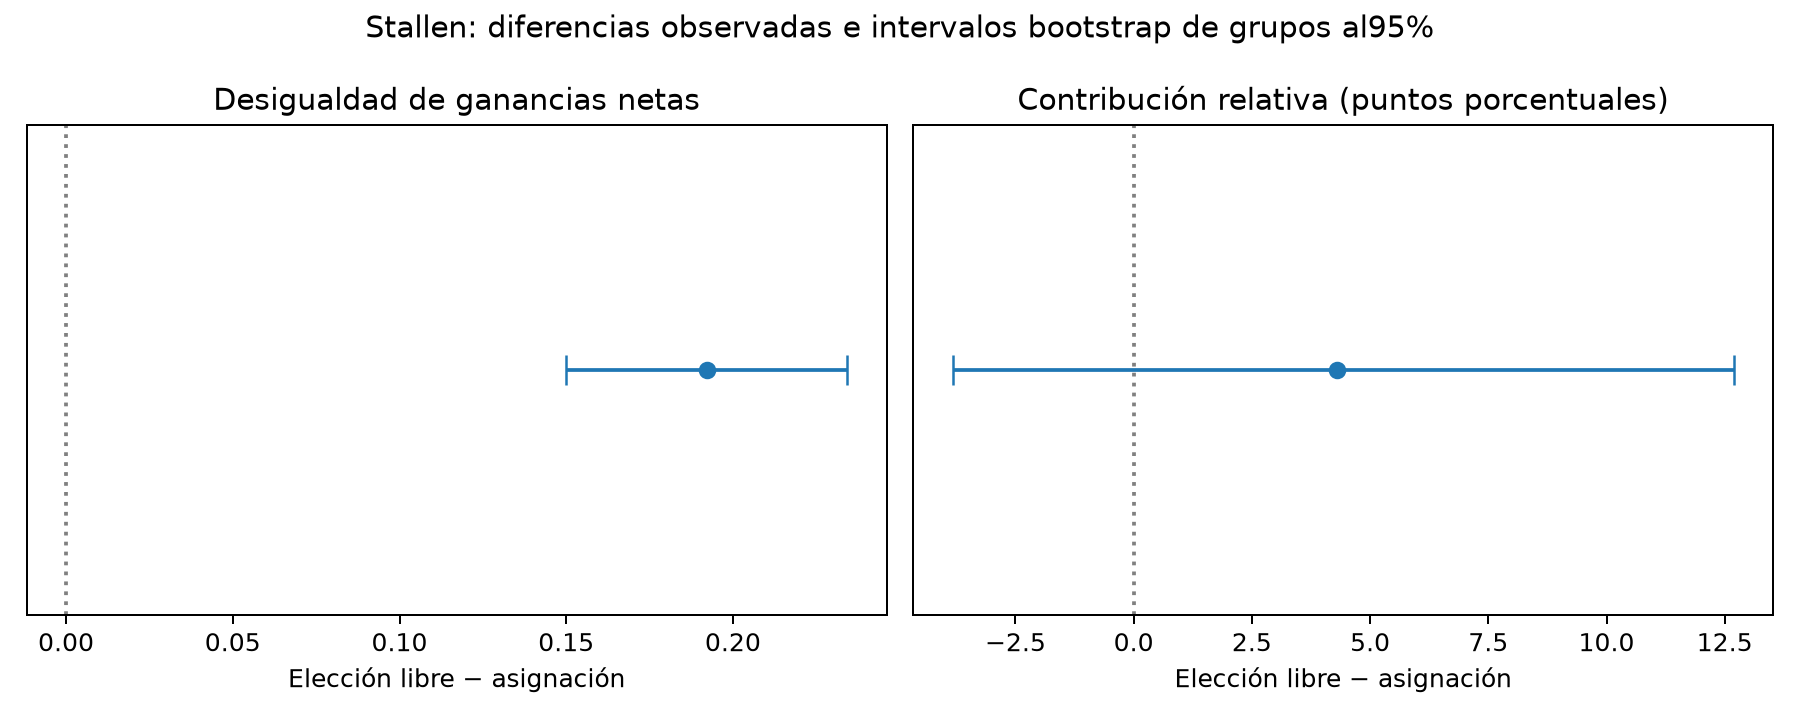 Stallen: diferencias observadas e intervalos bootstrap de grupos al95%
Desigualdad de ganancias netas
0.00 0.05 0.10 0.15 0.20
Elección libre − asignación
Contribución relativa (puntos porcentuales)
−2.5 0.0 2.5 5.0 7.5 10.0 12.5
Elección libre − asignación